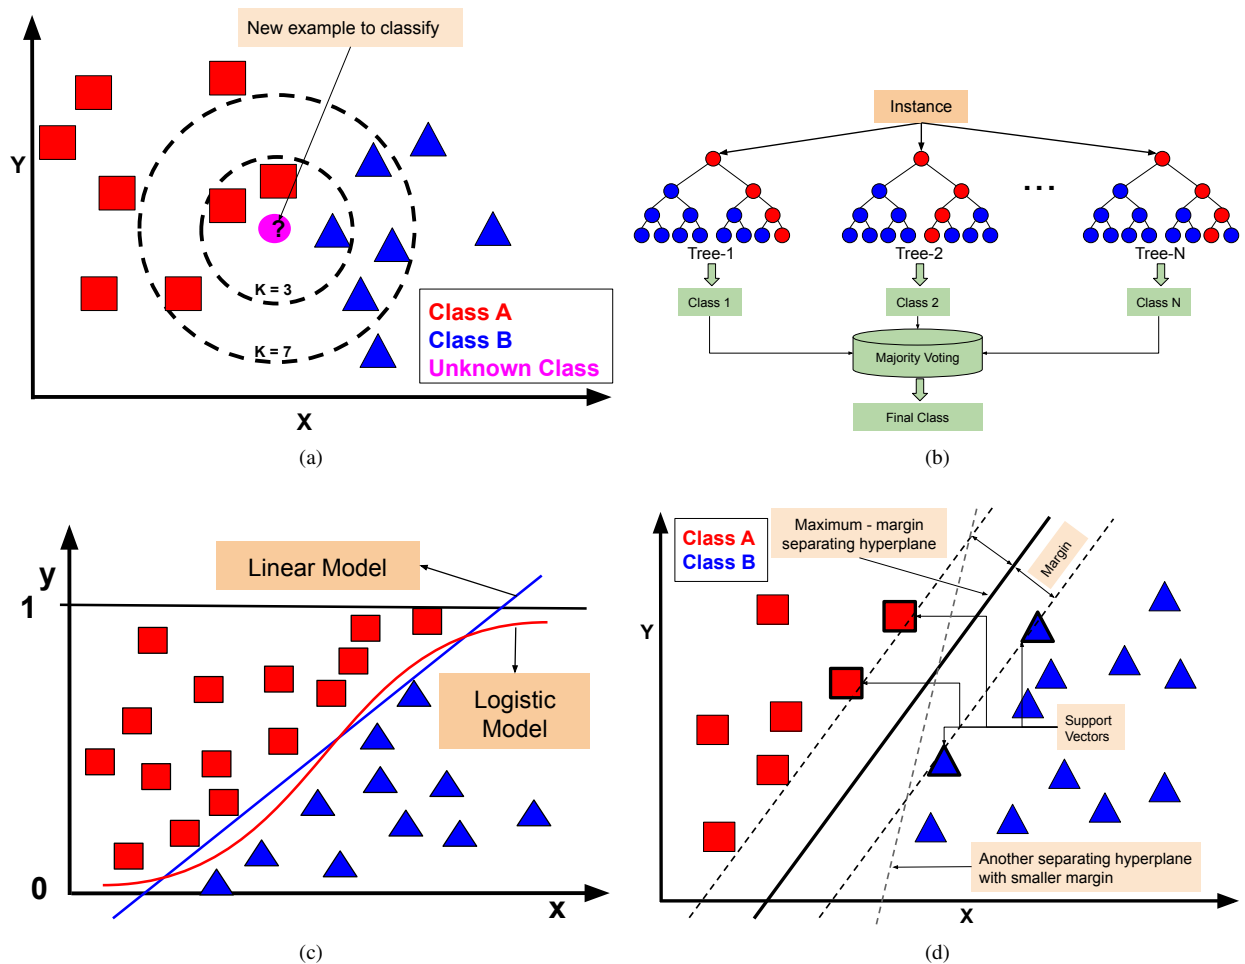 New example to classify
Y
?
K = 3
K = 7
Class A
Class B
Unknown Class
X
(a)
Instance
...
Tree-1
Tree-2
Tree-N
Class 1
Class 2
Class N
Majority Voting
Final Class
(b)
y
1
Linear Model
Logistic
Model
0
x
(c)
Class A
Class B
Maximum - margin
separating hyperplane
Margin
Y
Support
Vectors
Another separating hyperplane
with smaller margin
X
(d)